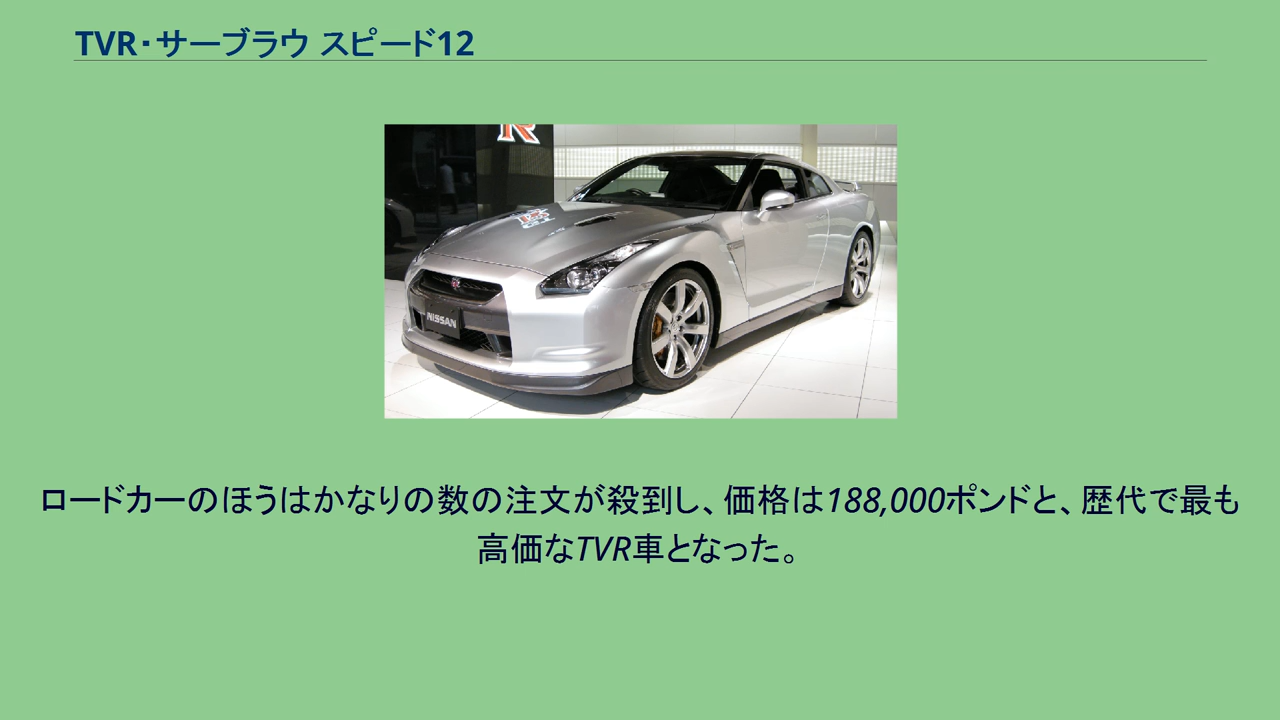 TVR・サーブラウ スピード12
R
NISSAN
ロードカーのほうはかなりの数の注文が殺到し、価格は188,000ポンドと、歴代で最も
高価なTVR車となった。